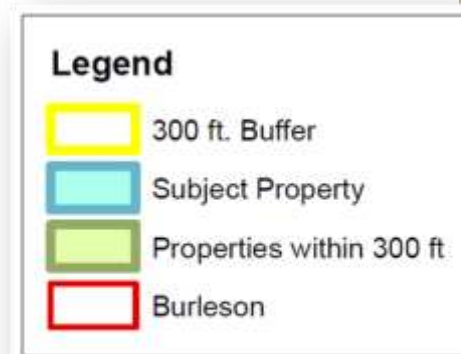 Legend
300 ft. Buffer
Subject Property
Properties within 300 ft
Burleson